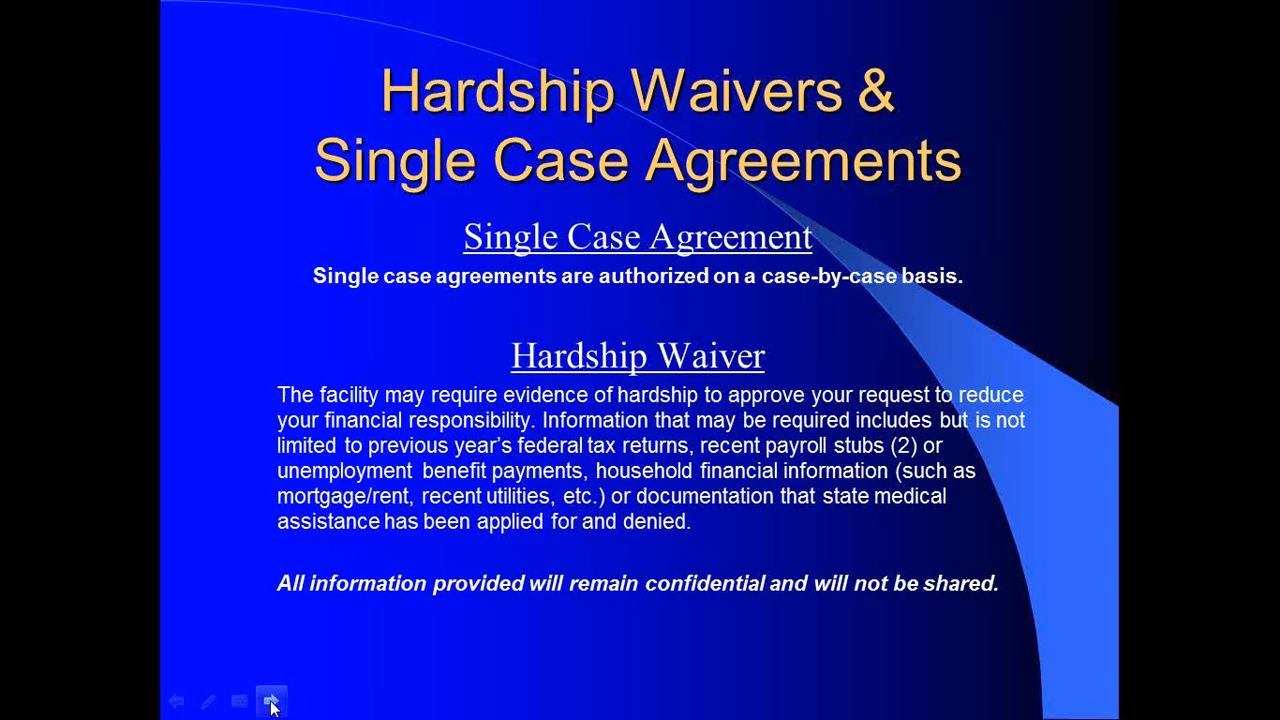 Hardship Waivers &
Single Case Agreements
Single Case Agreement
Single case agreements are authorized on a case-by-case basis.
Hardship Waiver
The facility may require evidence of hardship to approve your request to reduce
your financial responsibility. Information that may be required includes but is not
limited to previous year’s federal tax returns, recent payroll stubs (2) or
unemployment benefit payments, household financial information (such as
mortgage/rent, recent utilities, etc.) or documentation that state medical
assistance has been applied for and denied.
All information provided will remain confidential and will not be shared.